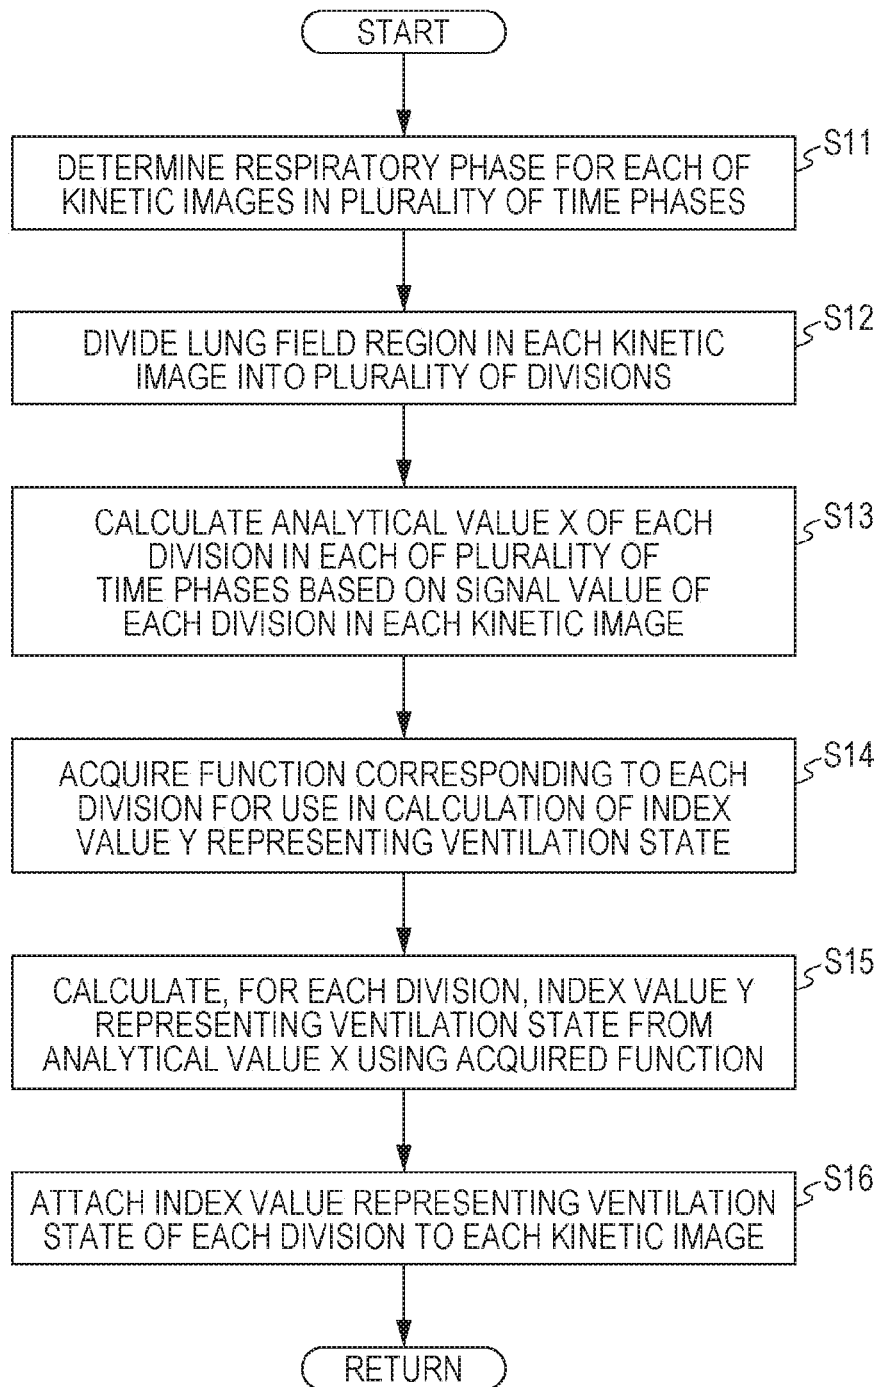 START
S11
DETERMINE RESPIRATORY PHASE FOR EACH OF
KINETIC IMAGES IN PLURALITY OF TIME PHASES
S12
DIVIDE LUNG FIELD REGION IN EACH KINETIC
IMAGE INTO PLURALITY OF DIVISIONS
S13
CALCULATE ANALYTICAL VALUE X OF EACH
DIVISION IN EACH OF PLURALITY OF
TIME PHASES BASED ON SIGNAL VALUE OF
EACH DIVISION IN EACH KINETIC IMAGE
S14
ACQUIRE FUNCTION CORRESPONDING TO EACH
DIVISION FOR USE IN CALCULATION OF INDEX
VALUE Y REPRESENTING VENTILATION STATE
S15
CALCULATE, FOR EACH DIVISION, INDEX VALUE Y
REPRESENTING VENTILATION STATE FROM
ANALYTICAL VALUE X USING ACQUIRED FUNCTION
S16
ATTACH INDEX VALUE REPRESENTING VENTILATION
STATE OF EACH DIVISION TO EACH KINETIC IMAGE
RETURN